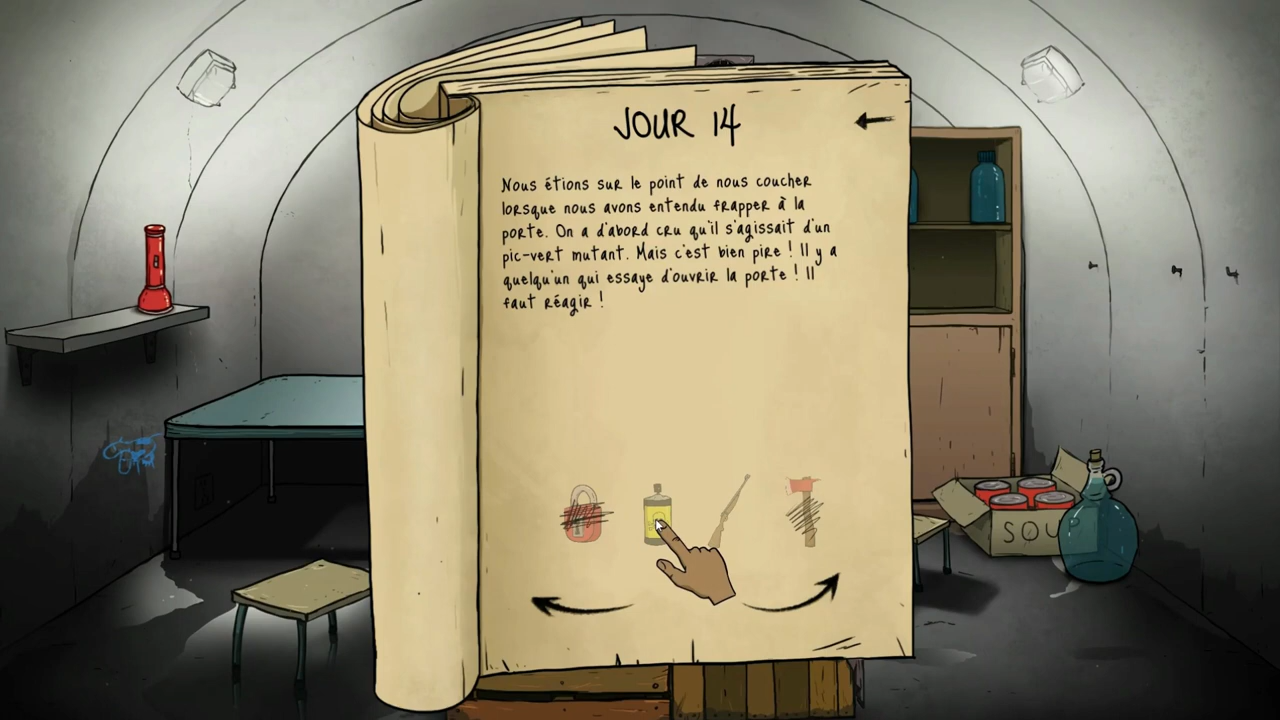 JOUR 14
Nous étions sur le point de nous coucher
lorsque nous avons entendu frapper à la
porte. On a d'abord cru qu'il s'agissait d'un
pic-vert mutant. Mais c'est bien pire ! Il y a
quelqu'un qui essaye d'ouvrir la porte ! Il
faut réagir !
SOUP